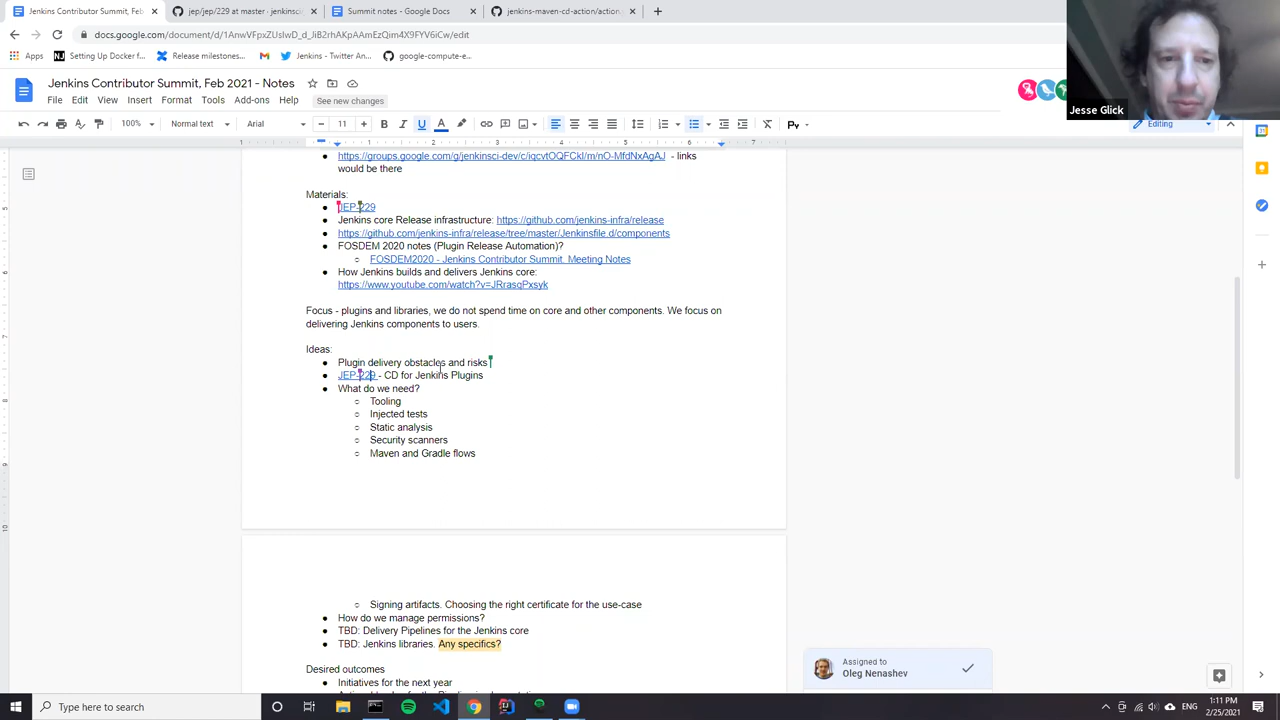 Jenkins Contributor Summit, Feb
jep/jep/229 at master · jenkinsci
Summit notes - Google Docs
jenkins-maven-cd-action/action.y
docs.google.com/document/d/1AnwVFpxZUslwD_d_JiB2rhAKpAAmEzQim4X9FYV6iCw/edit
Apps
Setting Up Docker f...
Release milestones...
Jenkins - Twitter An...
google-compute-e...
Jesse Glick
Jenkins Contributor Summit, Feb 2021 - Notes
File Edit View Insert Format Tools Add-ons Help
See new changes
100% Normal text Arial 11
Editing
https://groups.google.com/g/jenkinsci-dev/c/iqcvtOQFCkI/m/nO-MfdNxAgAJ - links
would be there
Materials:
JEP-229
Jenkins core Release infrastructure: https://github.com/jenkins-infra/release
https://github.com/jenkins-infra/release/tree/master/Jenkinsfile.d/components
FOSDEM 2020 notes (Plugin Release Automation)?
FOSDEM2020 - Jenkins Contributor Summit. Meeting Notes
How Jenkins builds and delivers Jenkins core:
https://www.youtube.com/watch?v=JRrasqPxsyk
Focus - plugins and libraries, we do not spend time on core and other components. We focus on
delivering Jenkins components to users.
Ideas:
Plugin delivery obstacles and risks
JEP-229 - CD for Jenkins Plugins
What do we need?
Tooling
Injected tests
Static analysis
Security scanners
Maven and Gradle flows
Signing artifacts. Choosing the right certificate for the use-case
How do we manage permissions?
TBD: Delivery Pipelines for the Jenkins core
TBD: Jenkins libraries. Any specifics?
Desired outcomes
Initiatives for the next year
Assigned to
Oleg Nenashev
Type here to search
ENG
1:11 PM
2/25/2021